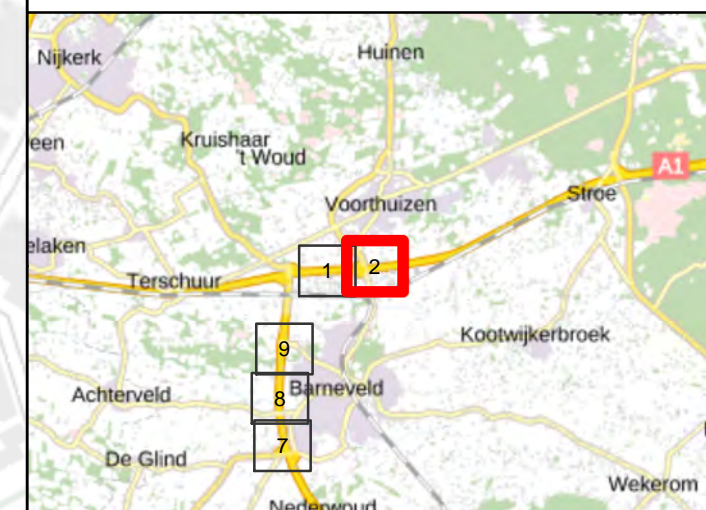 Nijkerk
Huinen
een
Kruishaar
't Woud
A1
Stroe
Voorthuizen
elaken
Terschuur
1
2
Kootwijkerbroek
9
Barneveld
Achterveld
8
De Glind
7
Wekerom
Nederwoud